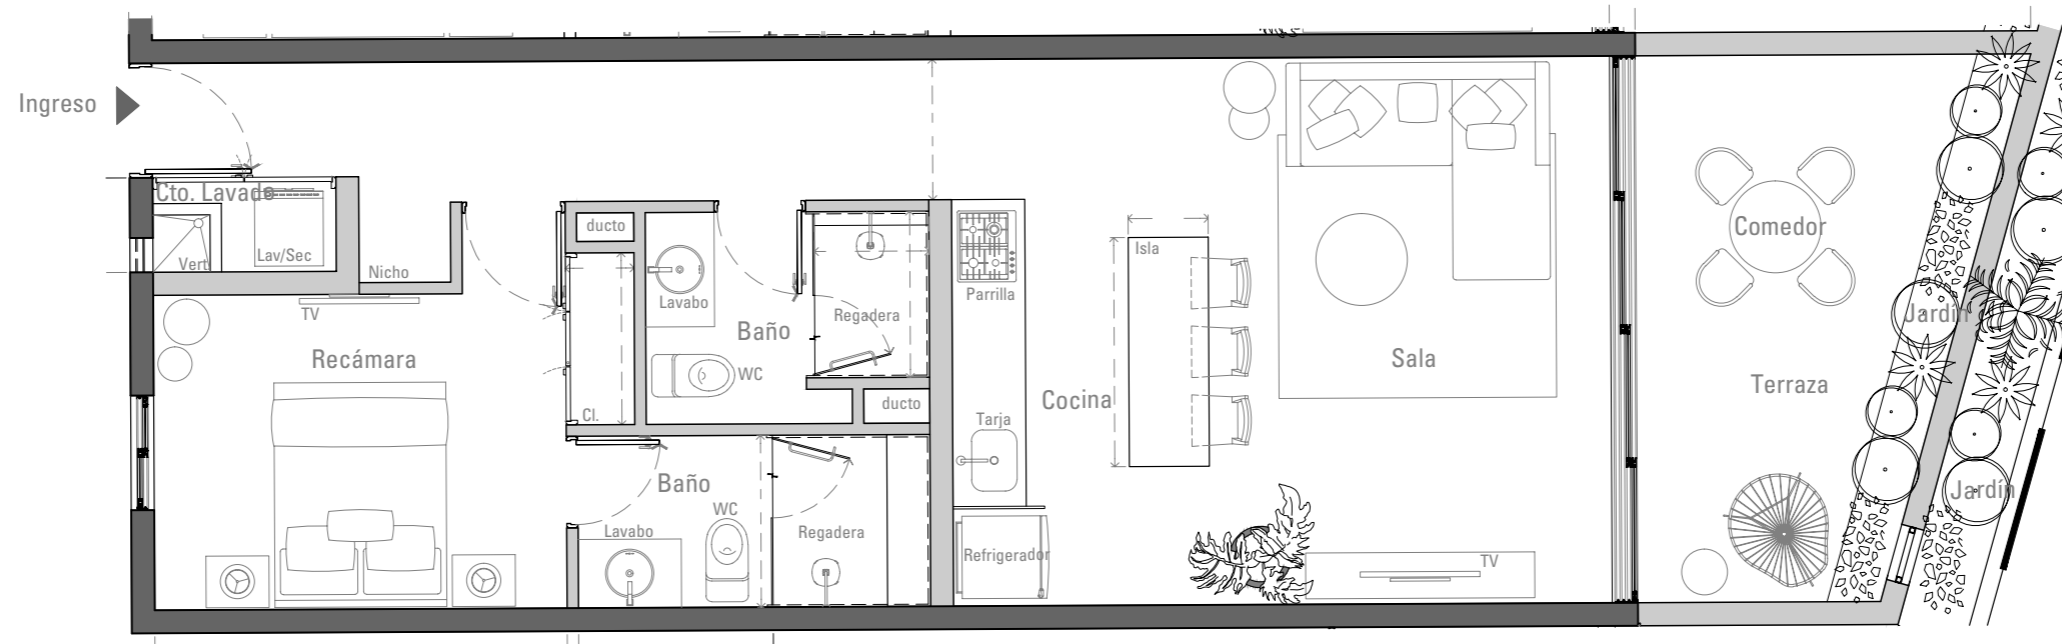 Ingreso
Cto. Lavado
Vert
Lav/Sec
Nicho
TV
Recámara
ducto
Cl.
Lavabo
Baño
WC
Regadera
ducto
Baño
WC
Lavabo
Regadera
Parrilla
Tarja
Cocina
Refrigerador
Isla
Sala
TV
Comedor
Terraza
Jardín
Jardín